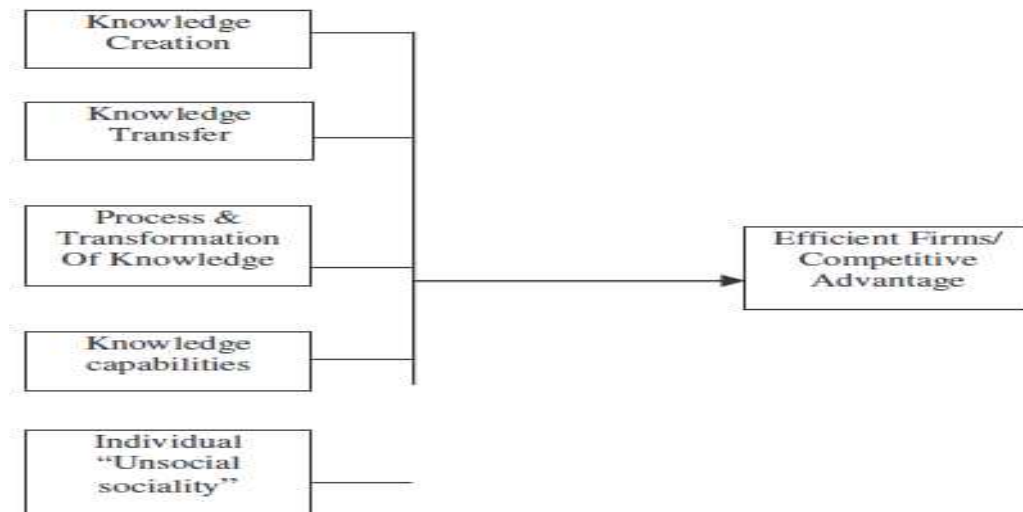 Knowledge
Creation
Knowledge
Transfer
Process &
Transformation
Of Knowledge
Efficient Firms/
Competitive
Advantage
Knowledge
capabilities
Individual
“Unsocial
sociality”